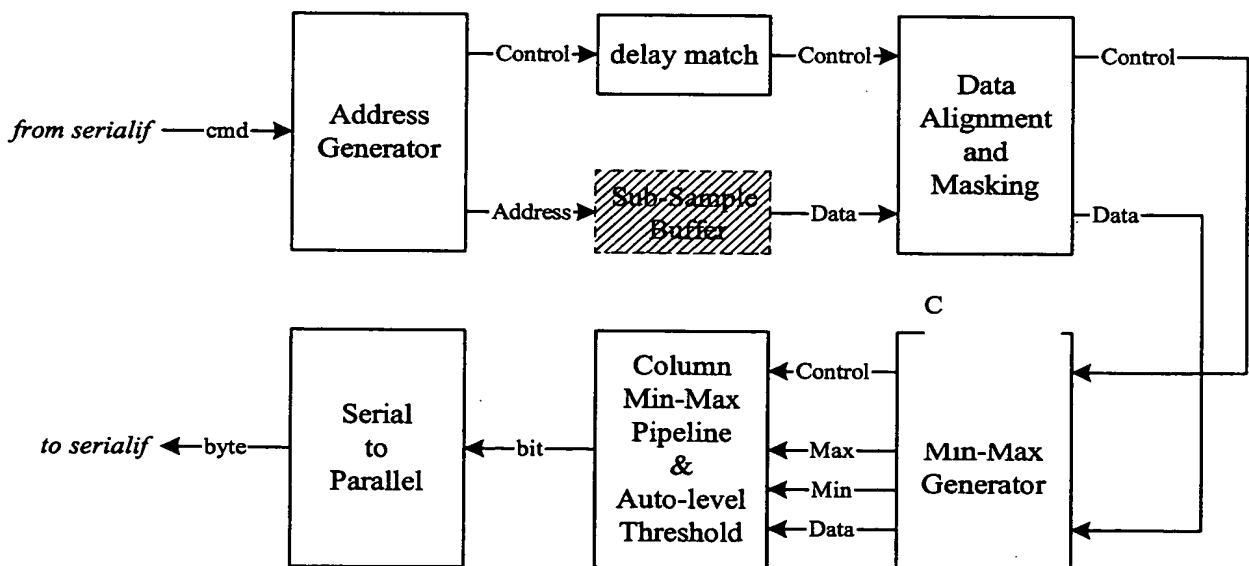 Control
delay match
Control
Control
from serialif
cmd
Address
Generator
Data
Alignment
and
Masking
Address
Sub-Sample
Buffer
Data
Data
C
Column
Min-Max
Pipeline
&
Auto-level
Threshold
Control
Max
Min
Data
Min-Max
Generator
Serial
to
Parallel
bit
byte
to serialif